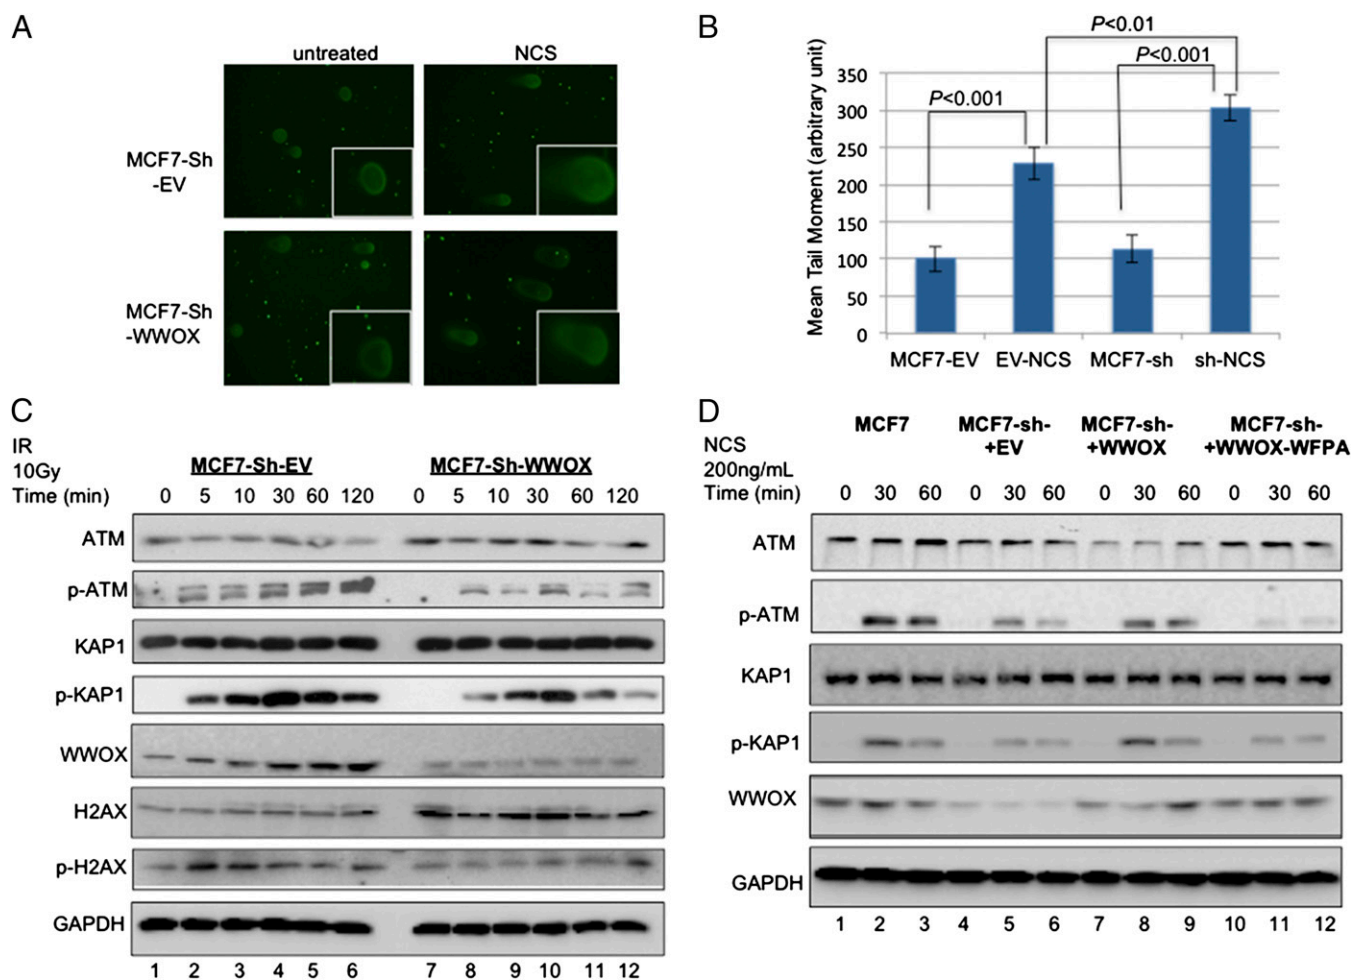 A
untreated NCS
MCF7-Sh
-EV
MCF7-Sh
-WWOX
B
P<0.01
P<0.001
P<0.001
Mean Tail Moment (arbitrary unit)
350
300
250
200
150
100
50
0
MCF7-EV EV-NCS MCF7-sh sh-NCS
C
IR
10Gy
MCF7-Sh-EV MCF7-Sh-WWOX
Time (min) 0 5 10 30 60 120 0 5 10 30 60 120
ATM
p-ATM
KAP1
p-KAP1
WWOX
H2AX
p-H2AX
GAPDH
1 2 3 4 5 6 7 8 9 10 11 12
D
MCF7 MCF7-sh- MCF7-sh- MCF7-sh-
NCS +EV +WWOX +WWOX-WFPA
200ng/mL
Time (min) 0 30 60 0 30 60 0 30 60 0 30 60
ATM
p-ATM
KAP1
p-KAP1
WWOX
GAPDH
1 2 3 4 5 6 7 8 9 10 11 12